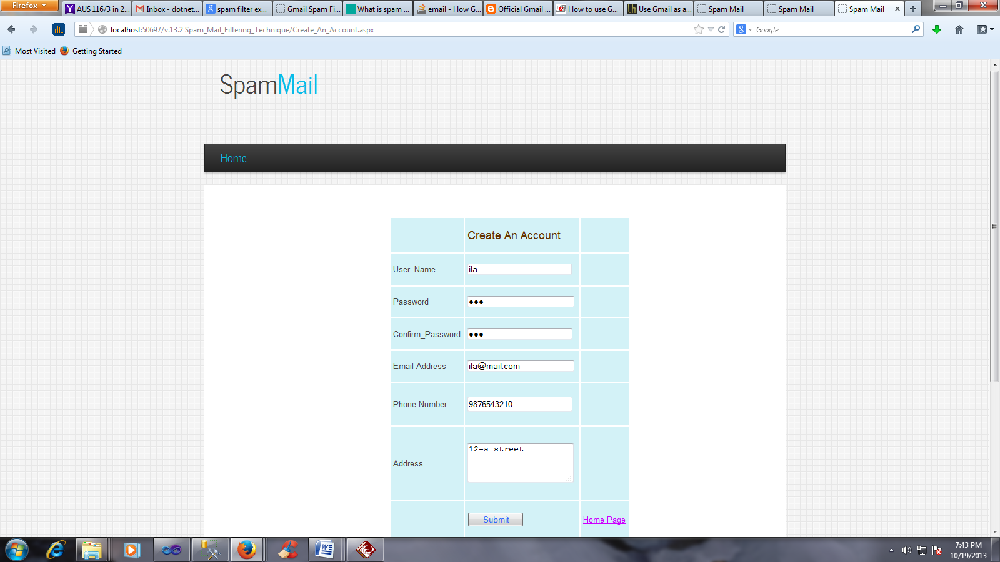 Firefox
AUS 116/3 in 2...
Inbox - dotnet...
spam filter ex...
Gmail Spam Fi...
What is spam ...
email - How G...
Official Gmail ...
How to use G...
Use Gmail as a...
Spam Mail
Spam Mail
Spam Mail
localhost:50697/v.13.2 Spam_Mail_Filtering_Technique/Create_An_Account.aspx
Google
Most Visited
Getting Started
SpamMail
Home
Create An Account
User_Name ila
Password
Confirm_Password
Email Address ila@mail.com
Phone Number 9876543210
Address 12-a street
Submit Home Page
7:43 PM
10/19/2013